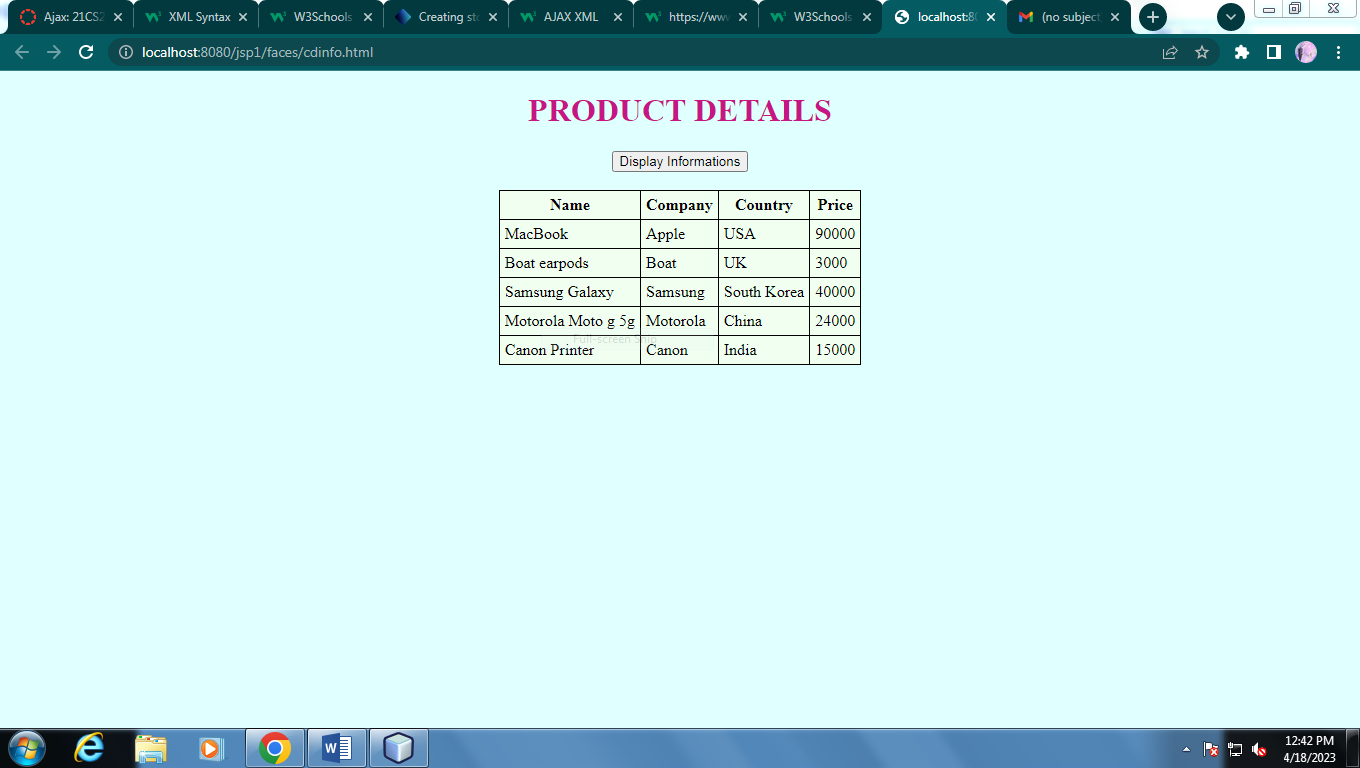 Ajax: 21CS2
XML Syntax
W3Schools
Creating sto
AJAX XML
https://www
W3Schools
localhost:80
(no subject
localhost:8080/jsp1/faces/cdinfo.html
PRODUCT DETAILS
Display Informations
Name Company Country Price
MacBook Apple USA 90000
Boat earpods Boat UK 3000
Samsung Galaxy Samsung South Korea 40000
Motorola Moto g 5g Motorola China 24000
Full-screen Snip
Canon Printer Canon India 15000
12:42 PM
4/18/2023